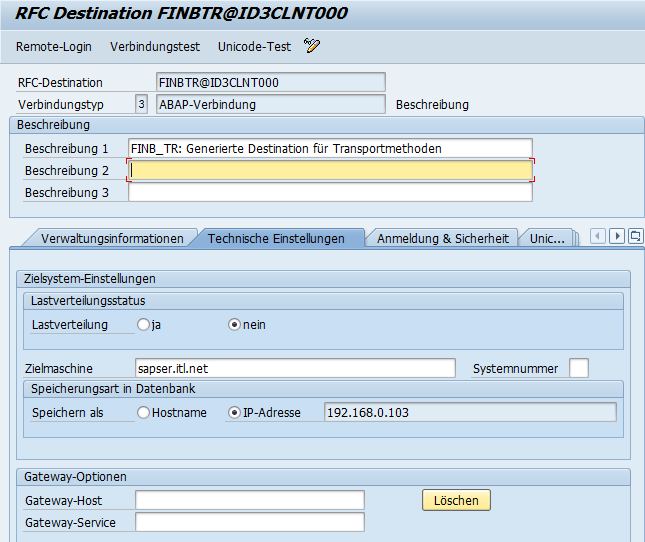 RFC Destination FINBTR@ID3CLNT000
Remote-Login Verbindungstest Unicode-Test
RFC-Destination FINBTR@ID3CLNT000
Verbindungstyp 3 ABAP-Verbindung Beschreibung
Beschreibung
Beschreibung 1 FINB_TR: Generierte Destination für Transportmethoden
Beschreibung 2
Beschreibung 3
Verwaltungsinformationen Technische Einstellungen Anmeldung & Sicherheit Unic...
Zielsystem-Einstellungen
Lastverteilungsstatus
Lastverteilung ja nein
Zielmaschine sapser.itl.net Systemnummer
Speicherungsart in Datenbank
Speichern als Hostname IP-Adresse 192.168.0.103
Gateway-Optionen
Gateway-Host Löschen
Gateway-Service